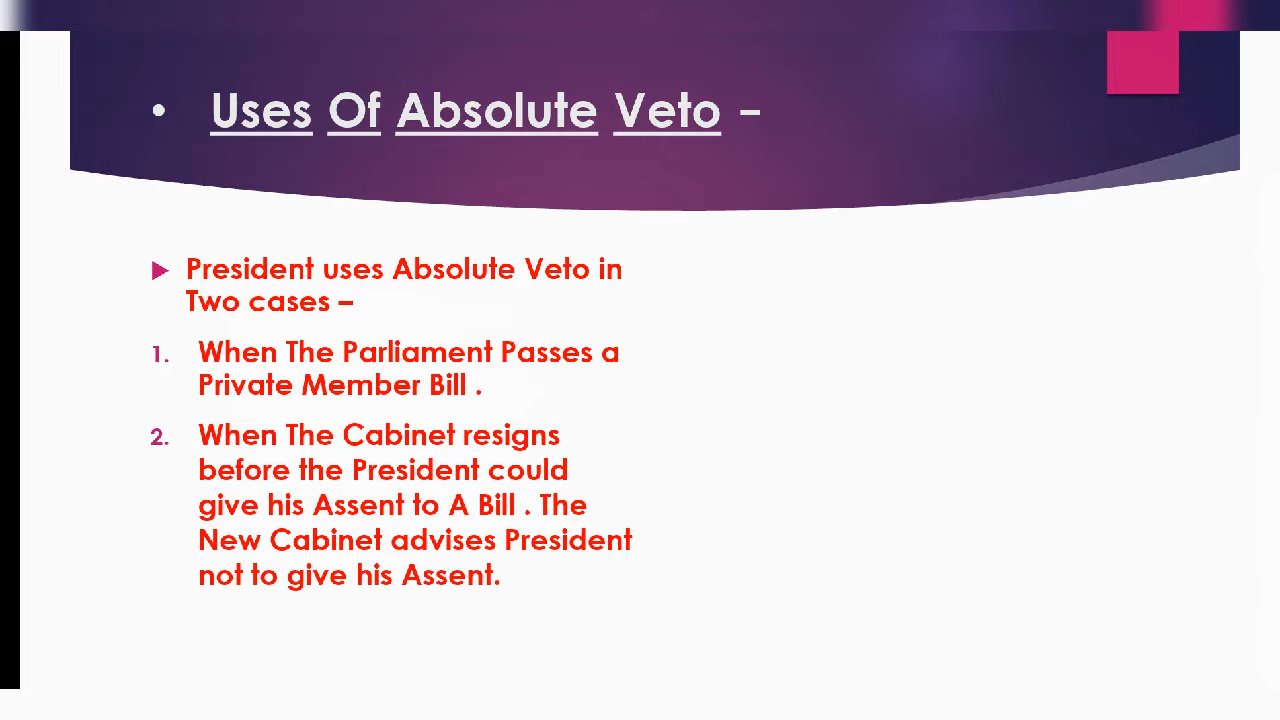 • Uses Of Absolute Veto –
President uses Absolute Veto in
Two cases –
1. When The Parliament Passes a
Private Member Bill .
2. When The Cabinet resigns
before the President could
give his Assent to A Bill . The
New Cabinet advises President
not to give his Assent.